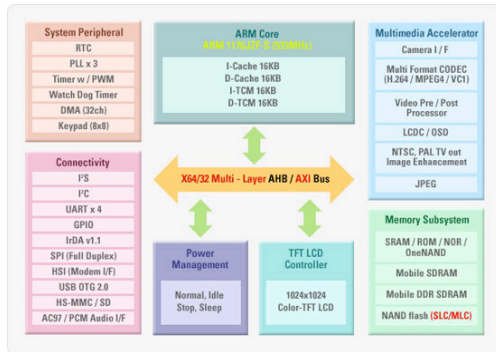 System Peripheral
RTC
PLL x 3
Timer w / PWM
Watch Dog Timer
DMA (32ch)
Keypad (8x8)
Connectivity
I²S
I²C
UART x 4
GPIO
IrDA v1.1
SPI (Full Duplex)
HSI (Modem I/F)
USB OTG 2.0
HS-MMC / SD
AC97 / PCM Audio I/F
ARM Core
ARM 1176JZF-S (533MHz)
I-Cache 16KB
D-Cache 16KB
I-TCM 16KB
D-TCM 16KB
X64/32 Multi - Layer AHB / AXI Bus
Power
Management
Normal, Idle
Stop, Sleep
TFT LCD
Controller
1024x1024
Color-TFT LCD
Multimedia Accelerator
Camera I / F
Multi Format CODEC
(H.264 / MPEG4 / VC1)
Video Pre / Post
Processor
LCDC / OSD
NTSC, PAL TV out
Image Enhancement
JPEG
Memory Subsystem
SRAM / ROM / NOR /
OneNAND
Mobile SDRAM
Mobile DDR SDRAM
NAND flash (SLC/MLC)